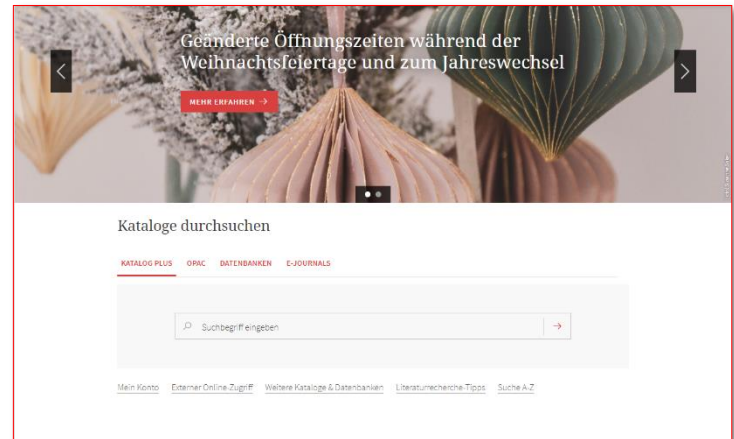 Geänderte Öffnungszeiten während der
Weihnachtsfeiertage und zum Jahreswechsel
MEHR ERFAHREN →
Kataloge durchsuchen
KATALOG PLUS OPAC DATENBANKEN E-JOURNALS
Suchbegriff eingeben
Mein Konto Externer Online-Zugriff Weitere Kataloge & Datenbanken Literaturrecherche-Tipps Suche A-Z